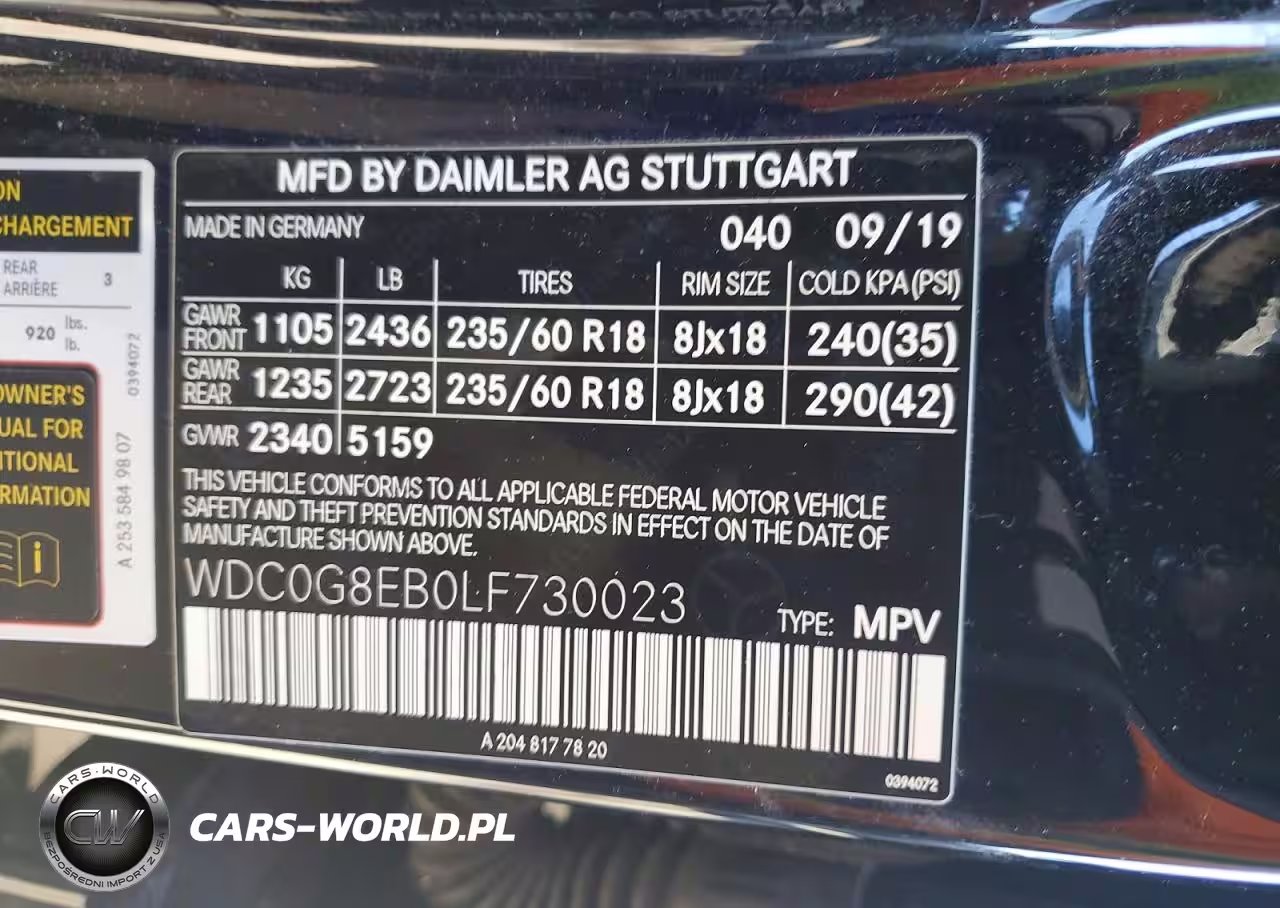 ON
CHARGEMENT
REAR
ARRIÈRE
3
920 lbs.
lb.
OWNER'S
UAL FOR
ITIONAL
RMATION
0394072
A 253 584 98 07
MFD BY DAIMLER AG STUTTGART
MADE IN GERMANY 040 09/19
KG LB TIRES RIM SIZE COLD KPA(PSI)
GAWR FRONT 1105 2436 235/60 R18 8Jx18 240(35)
GAWR REAR 1235 2723 235/60 R18 8Jx18 290(42)
GVWR 2340 5159
THIS VEHICLE CONFORMS TO ALL APPLICABLE FEDERAL MOTOR VEHICLE
SAFETY AND THEFT PREVENTION STANDARDS IN EFFECT ON THE DATE OF
MANUFACTURE SHOWN ABOVE.
WDC0G8EB0LF730023
TYPE: MPV
A 204 817 78 20
0394072
CARS-WORLD
CW
BEZPOŚREDNI IMPORT Z USA
CARS-WORLD.PL